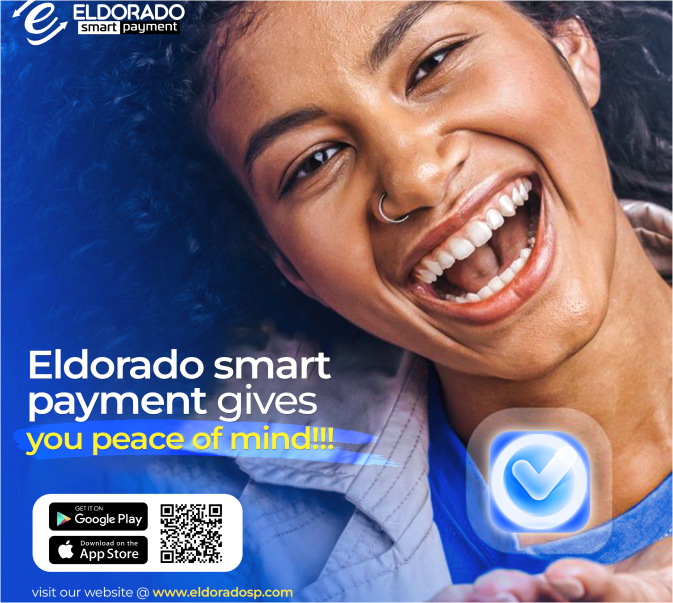 ELDORADO
smart payment
Eldorado smart
payment gives
you peace of mind!!!
GET IT ON
Google Play
Download on the
App Store
visit our website @ www.eldoradosp.com